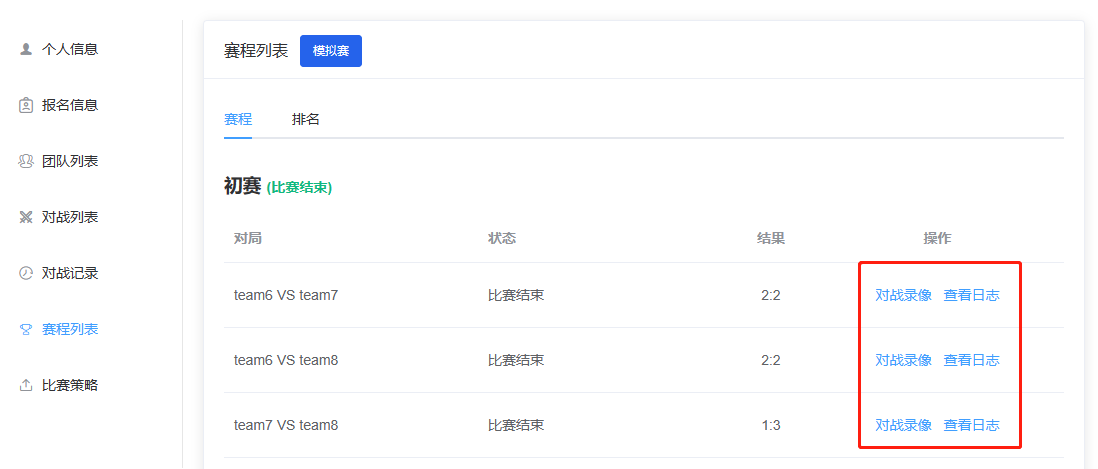 个人信息
报名信息
团队列表
对战列表
对战记录
赛程列表
比赛策略
赛程列表 模拟赛
赛程 排名
初赛 (比赛结束)
对局 状态 结果 操作
team6 VS team7 比赛结束 2:2 对战录像 查看日志
team6 VS team8 比赛结束 2:2 对战录像 查看日志
team7 VS team8 比赛结束 1:3 对战录像 查看日志